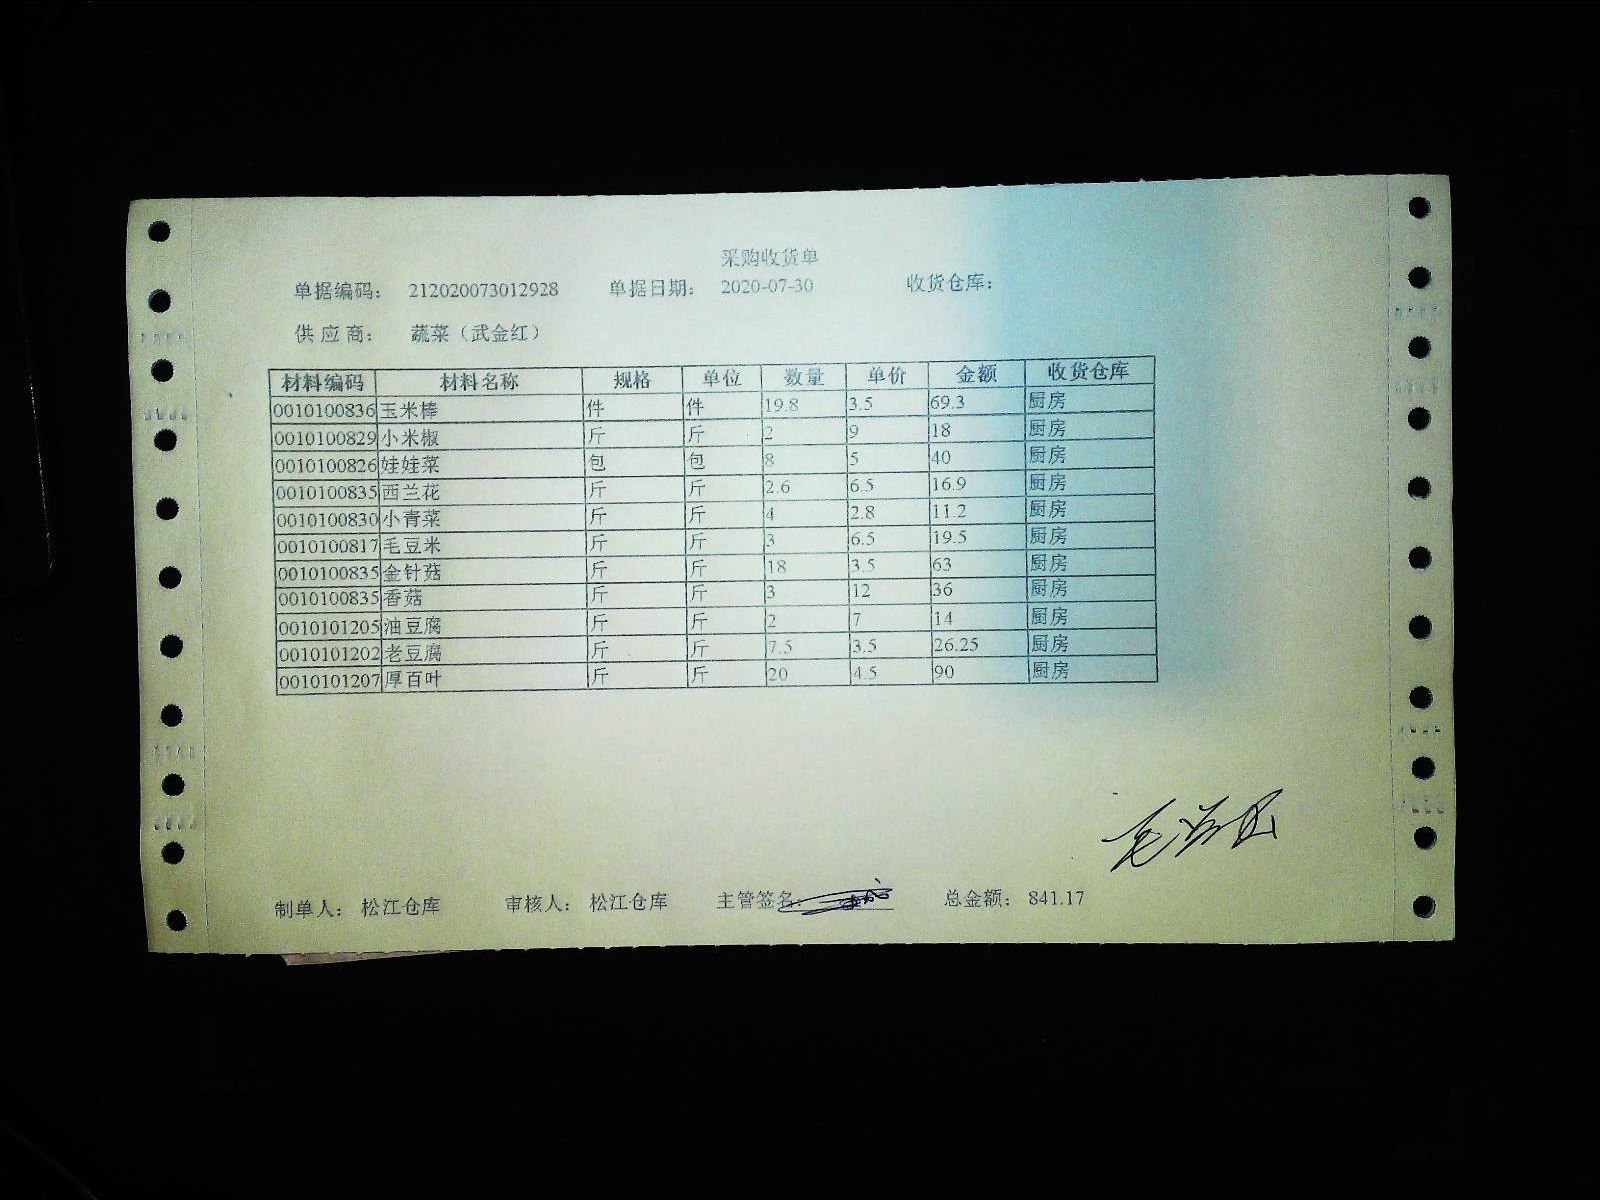 采购收货单
单据编码： 212020073012928 单据日期： 2020-07-30 收货仓库：
供应商： 蔬菜（武金红）
材料编码 材料名称 规格 单位 数量 单价 金额 收货仓库
0010100836 玉米棒 件 件 19.8 3.5 69.3 厨房
0010100829 小米椒 斤 斤 2 9 18 厨房
0010100826 娃娃菜 包 包 8 5 40 厨房
0010100835 西兰花 斤 斤 2.6 6.5 16.9 厨房
0010100830 小青菜 斤 斤 4 2.8 11.2 厨房
0010100817 毛豆米 斤 斤 3 6.5 19.5 厨房
0010100835 金针菇 斤 斤 18 3.5 63 厨房
0010100835 香菇 斤 斤 3 12 36 厨房
0010101205 油豆腐 斤 斤 2 7 14 厨房
0010101202 老豆腐 斤 斤 7.5 3.5 26.25 厨房
0010101207 厚百叶 斤 斤 20 4.5 90 厨房
制单人： 松江仓库 审核人： 松江仓库 主管签名： 总金额： 841.17